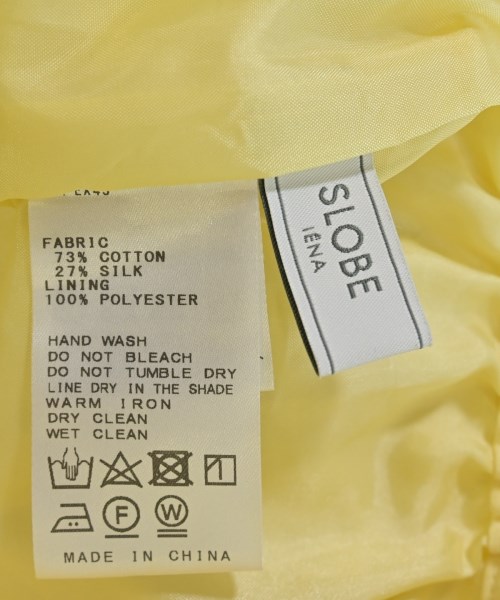 FABRIC
73% COTTON
27% SILK
LINING
100% POLYESTER
HAND WASH
DO NOT BLEACH
DO NOT TUMBLE DRY
LINE DRY IN THE SHADE
WARM IRON
DRY CLEAN
WET CLEAN
F
W
MADE IN CHINA
SLOBE
IÉNA